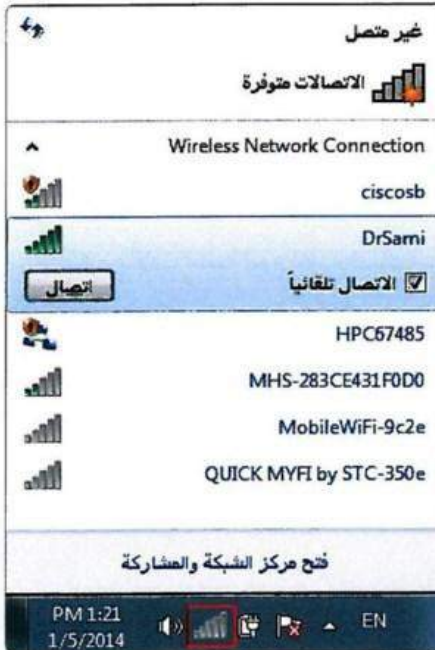 غير متصل
الاتصالات متوفرة
Wireless Network Connection
ciscosb
DrSami
الاتصال تلقائياً
اتصال
HPC67485
MHS-283CE431F0D0
MobileWiFi-9c2e
QUICK MYFI by STC-350e
فتح مركز الشبكة والمشاركة
EN
PM 1:21
1/5/2014